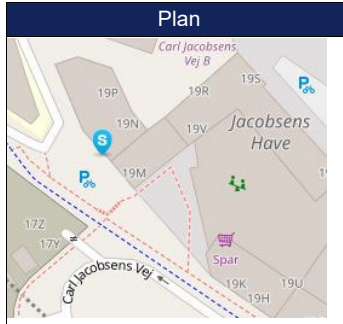 Plan
Carl Jacobsens
Vej B
19S
19P
19R
P
19N
19V
Jacobsens
Have
S
19M
P
19
17Z
17Y
Spar
Carl Jacobsens Vej
19K
19U
19H